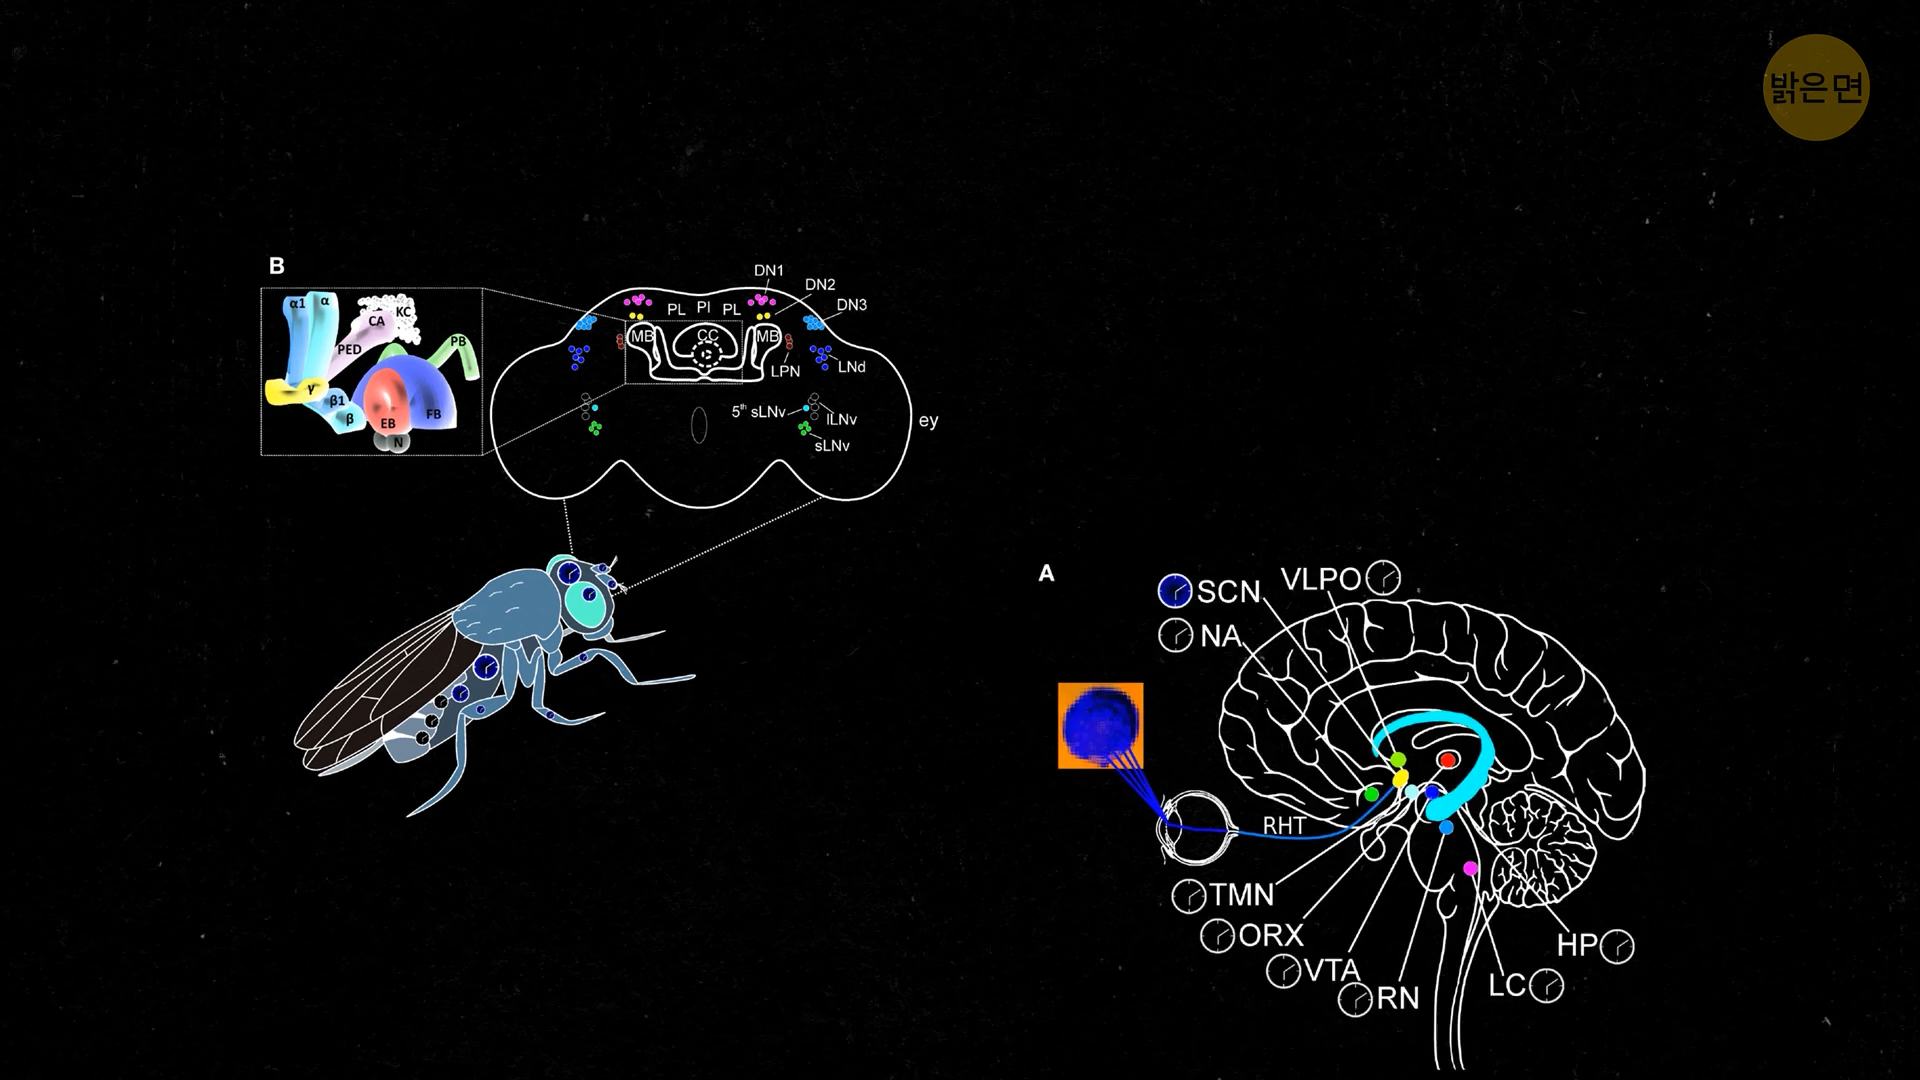 밝은면
B
α1
α
KC
CA
PED
PB
γ
β1
β
EB
FB
N
DN1
DN2
DN3
PL
PI
PL
MB
CC
MB
LPN
LNd
5th sLNv
lLNv
sLNv
ey
A
SCN
VLPO
NA
RHT
TMN
ORX
VTA
RN
LC
HP